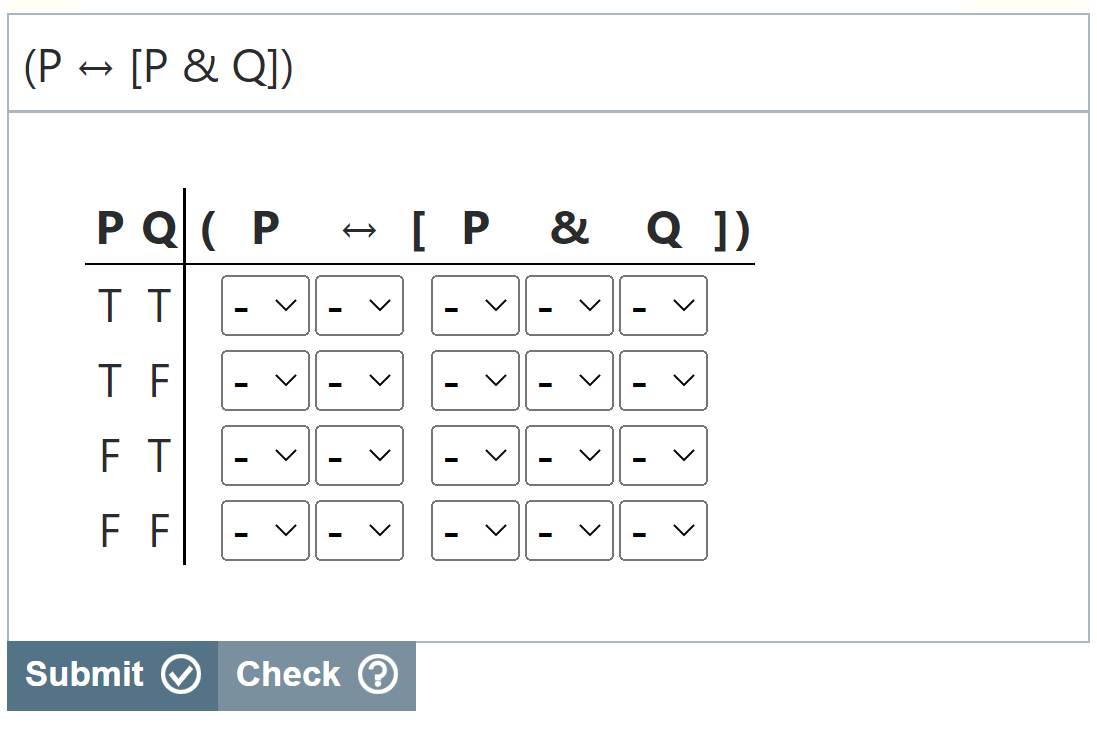 (P ↔ [P & Q])
P Q ( P ↔ [ P & Q ])
T T - - - - -
T F - - - - -
F T - - - - -
F F - - - - -
Submit Check ?